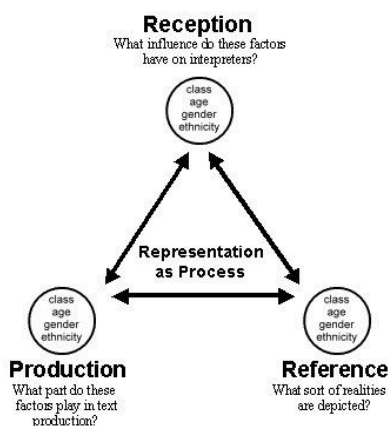 Reception
What influence do these factors
have on interpreters?
class
age
gender
ethnicity
Representation
as Process
class
age
gender
ethnicity
Production
What part do these
factors play in text
production?
class
age
gender
ethnicity
Reference
What sort of realities
are depicted?